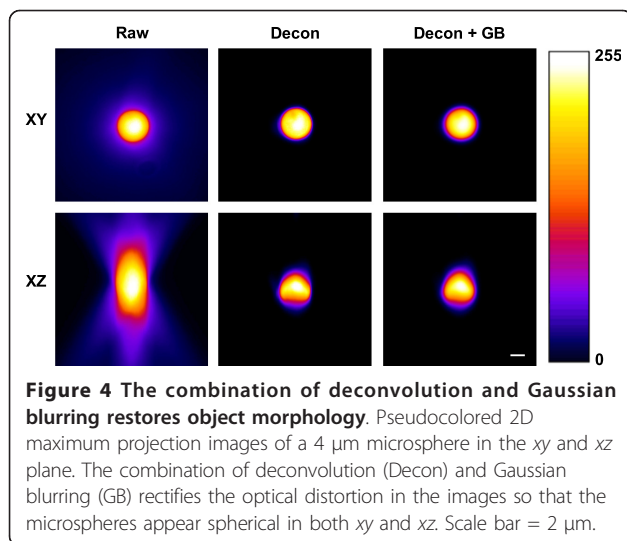 Raw Decon Decon + GB
255
XY
XZ
0
Figure 4 The combination of deconvolution and Gaussian
blurring restores object morphology. Pseudocolored 2D
maximum projection images of a 4 μm microsphere in the xy and xz
plane. The combination of deconvolution (Decon) and Gaussian
blurring (GB) rectifies the optical distortion in the images so that the
microspheres appear spherical in both xy and xz. Scale bar = 2 μm.